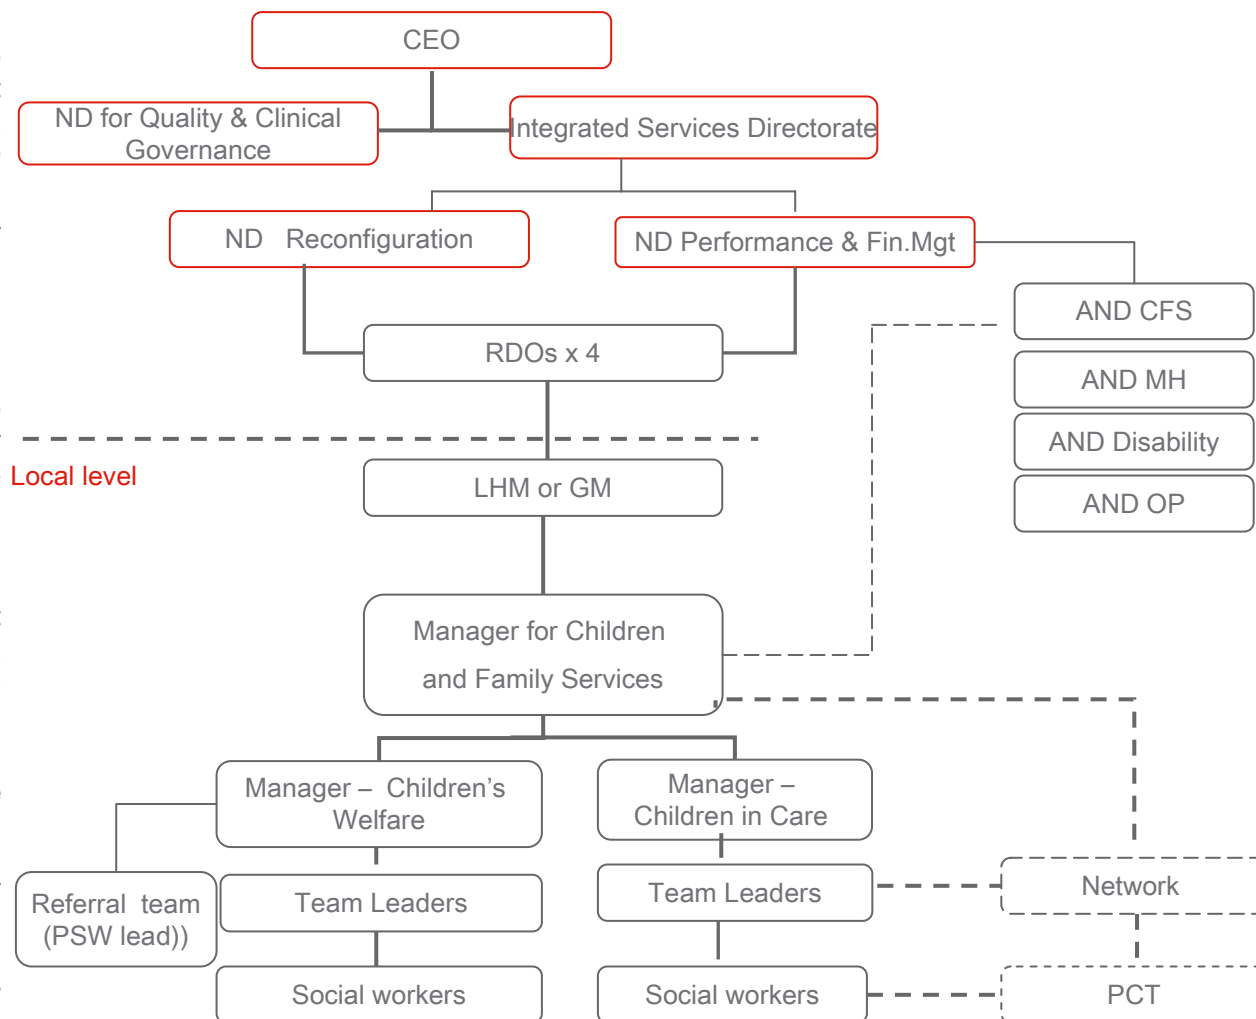 CEO
ND for Quality & Clinical
Governance
Integrated Services Directorate
ND Reconfiguration
ND Performance & Fin.Mgt
AND CFS
RDOs x 4
AND MH
AND Disability
Local level
LHM or GM
AND OP
Manager for Children
and Family Services
Manager – Children’s
Welfare
Manager –
Children in Care
Referral team
(PSW lead))
Team Leaders
Team Leaders
Network
Social workers
Social workers
PCT